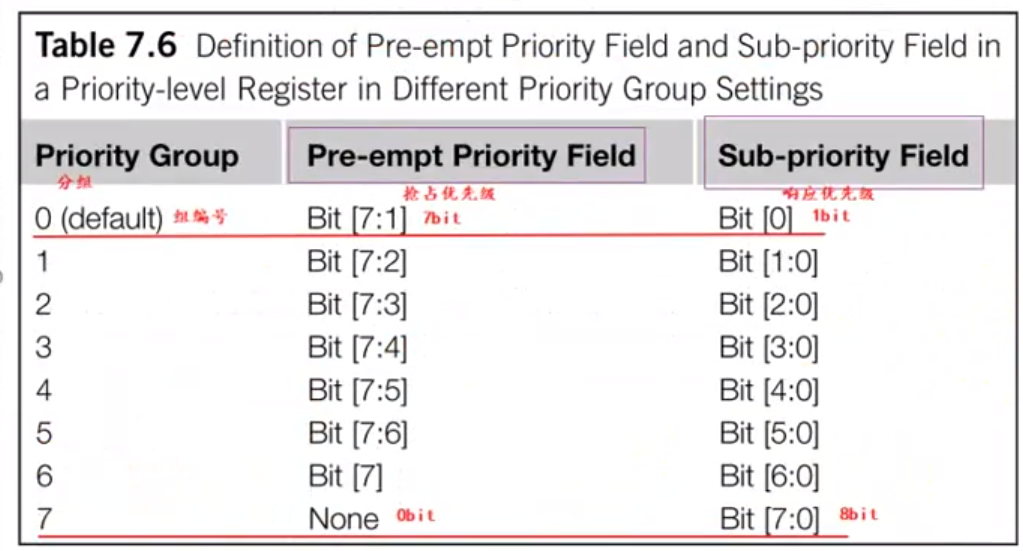 Table 7.6 Definition of Pre-empt Priority Field and Sub-priority Field in
a Priority-level Register in Different Priority Group Settings
Priority Group Pre-empt Priority Field Sub-priority Field
分组 抢占优先级 响应优先级
0 (default) 组编号 Bit [7:1] 7bit Bit [0] 1bit
1 Bit [7:2] Bit [1:0]
2 Bit [7:3] Bit [2:0]
3 Bit [7:4] Bit [3:0]
4 Bit [7:5] Bit [4:0]
5 Bit [7:6] Bit [5:0]
6 Bit [7] Bit [6:0]
7 None 0bit Bit [7:0] 8bit